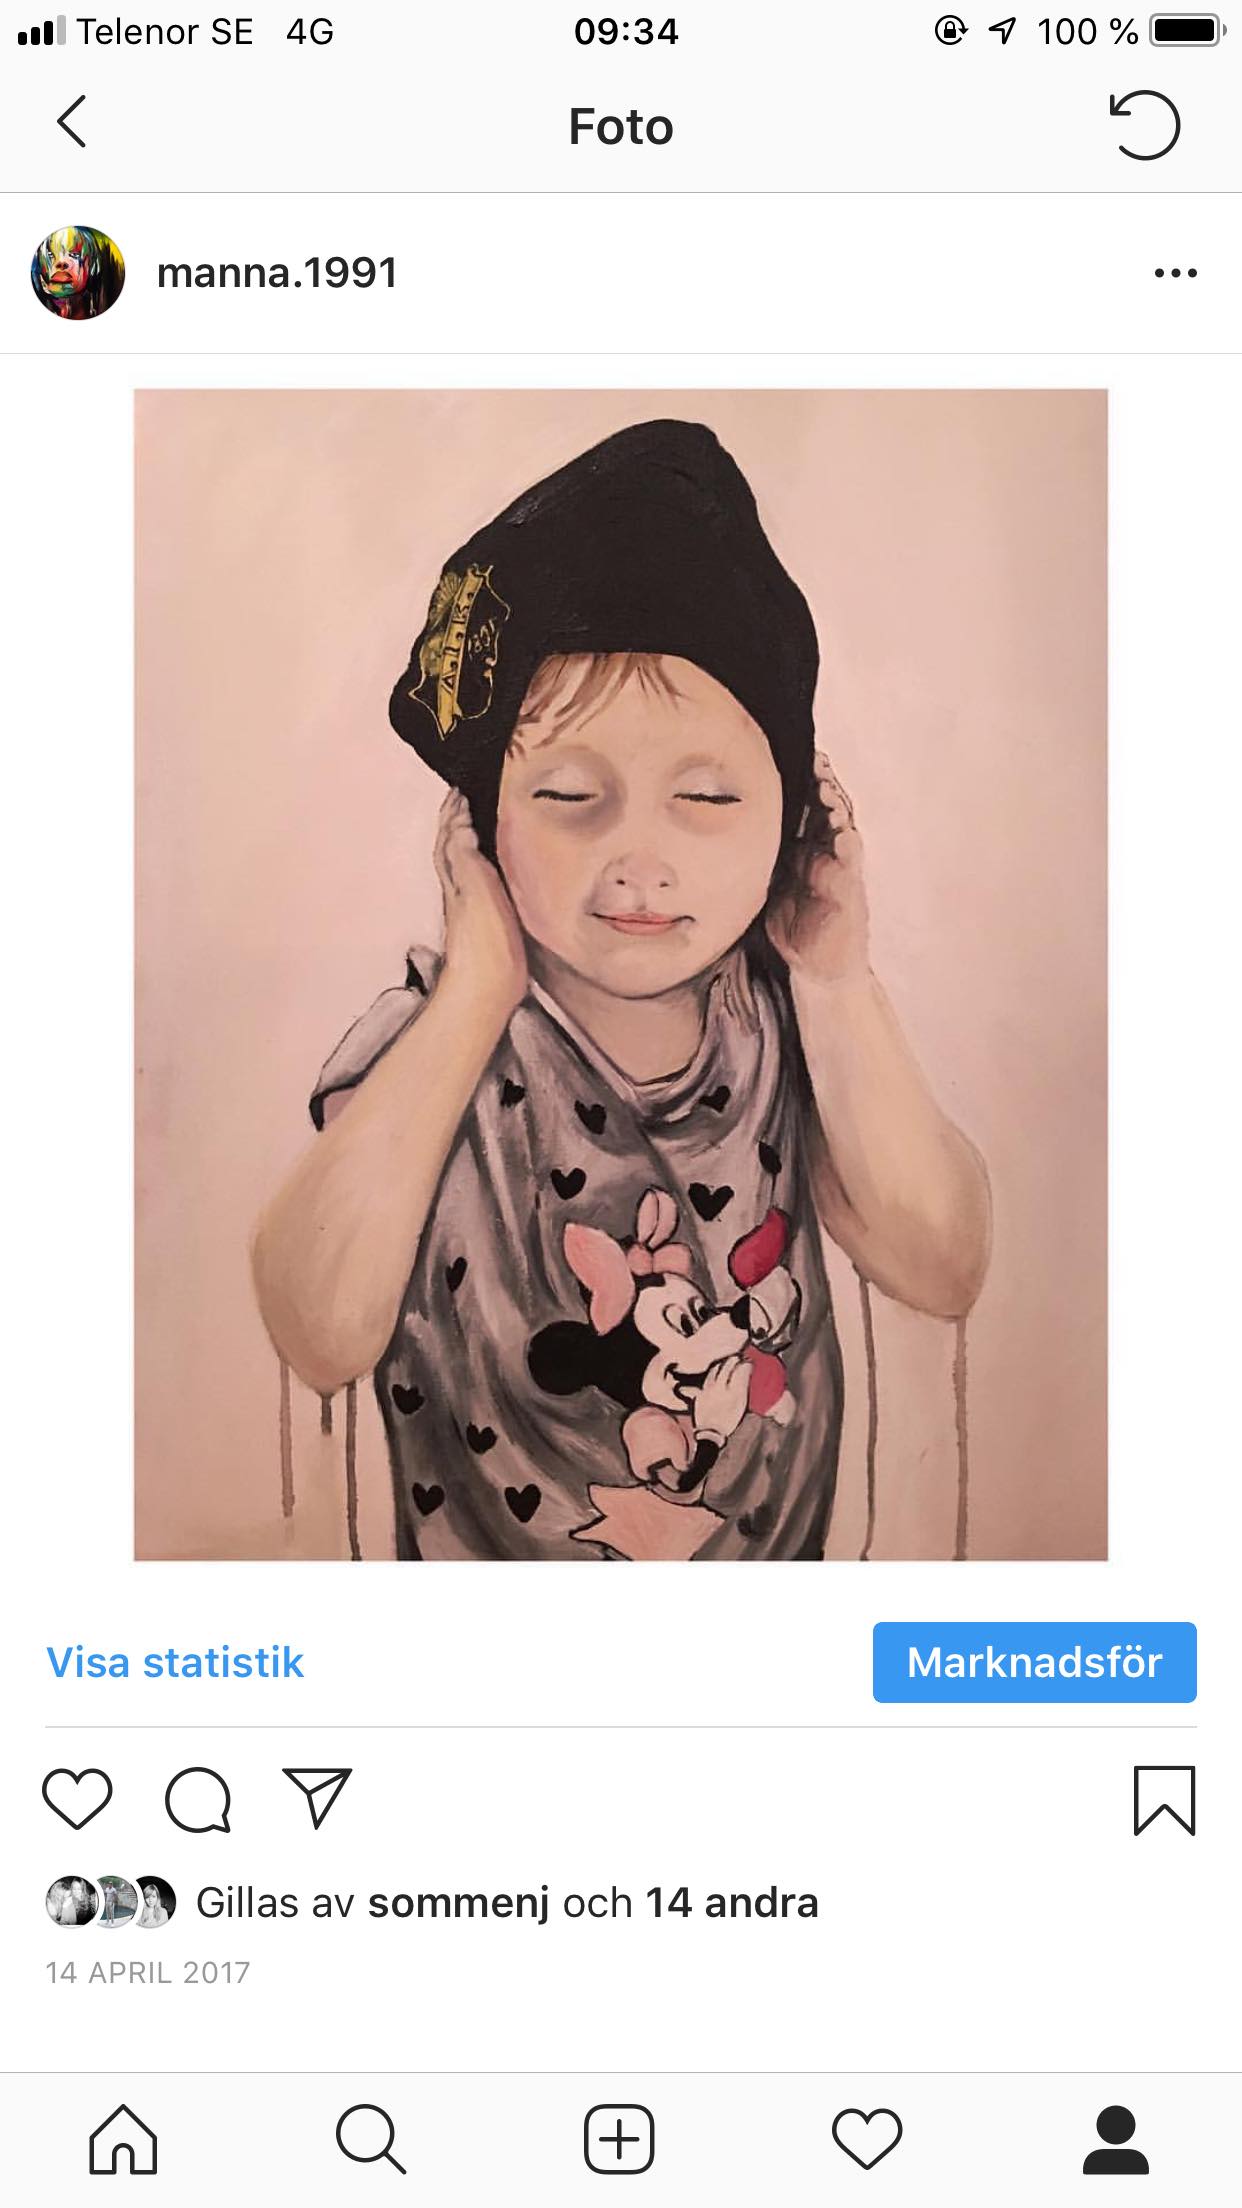 Telenor SE 4G 09:34 100 %
Foto
manna.1991
A.I.K.
1891
Visa statistik
Marknadsför
Gillas av sommenj och 14 andra
14 APRIL 2017